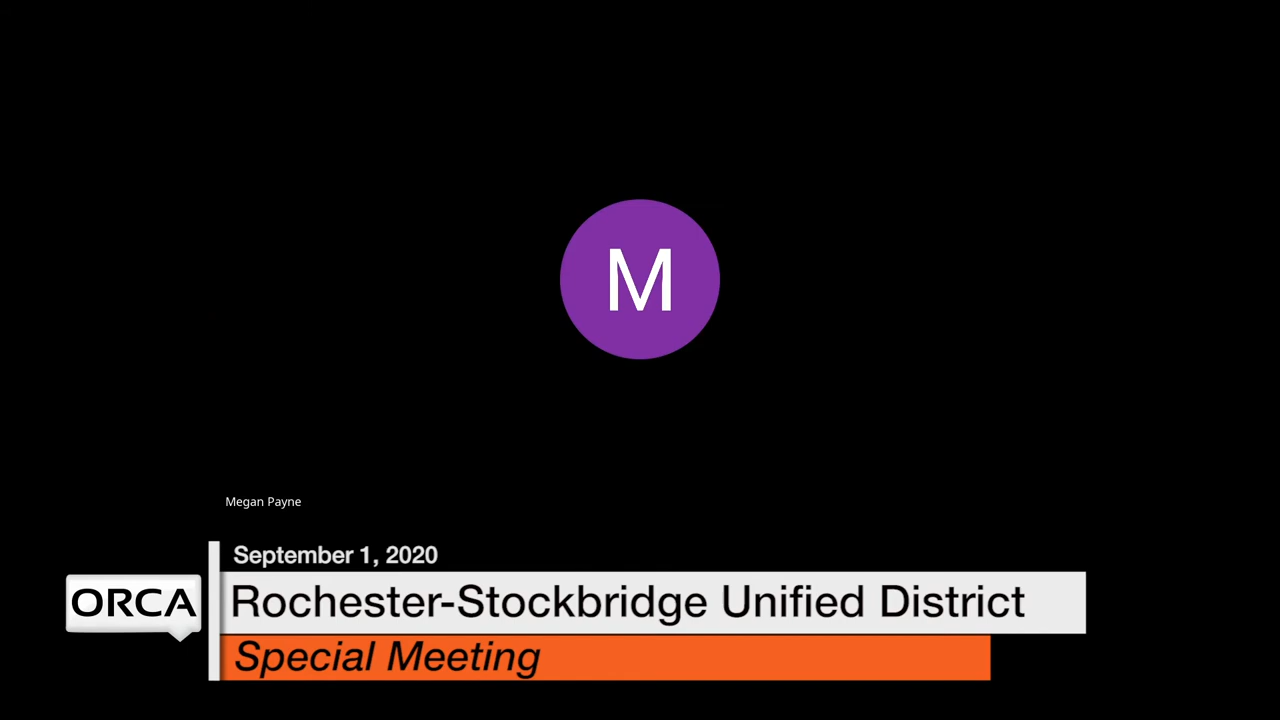 M
Megan Payne
September 1, 2020
ORCA
Rochester-Stockbridge Unified District
Special Meeting